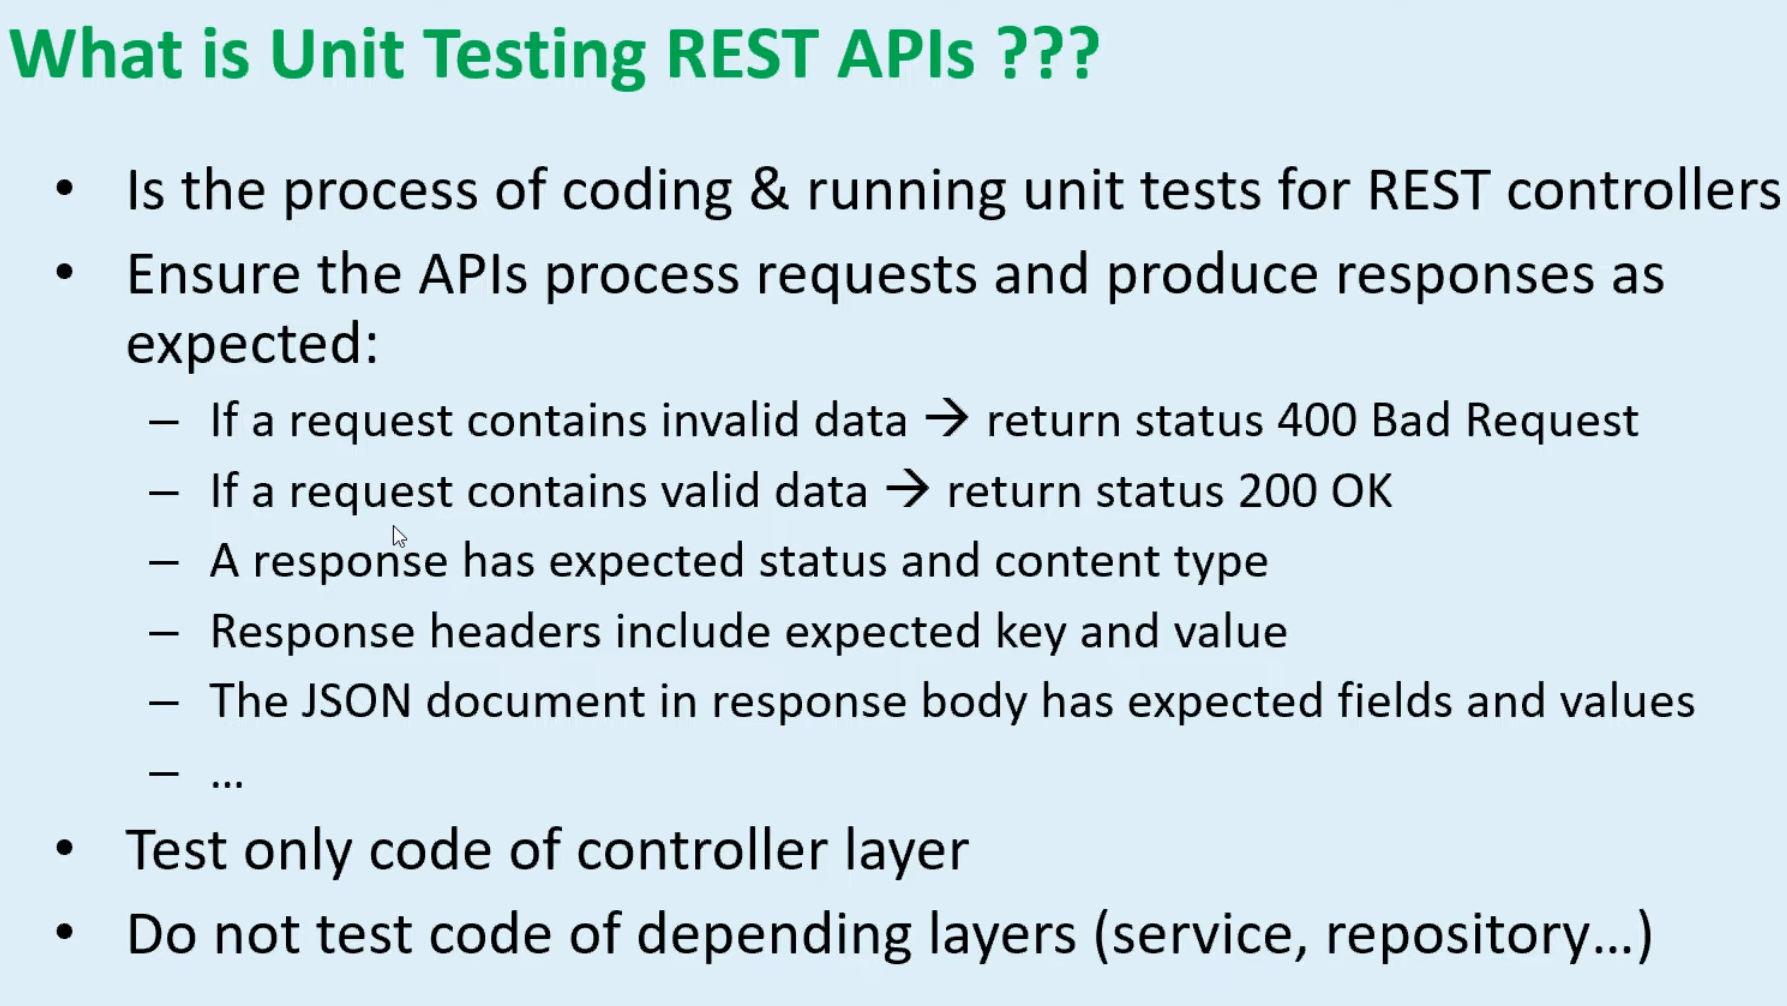 What is Unit Testing REST APIs ???
• Is the process of coding & running unit tests for REST controllers
• Ensure the APIs process requests and produce responses as
expected:
– If a request contains invalid data → return status 400 Bad Request
– If a request contains valid data → return status 200 OK
– A response has expected status and content type
– Response headers include expected key and value
– The JSON document in response body has expected fields and values
– ...
• Test only code of controller layer
• Do not test code of depending layers (service, repository...)